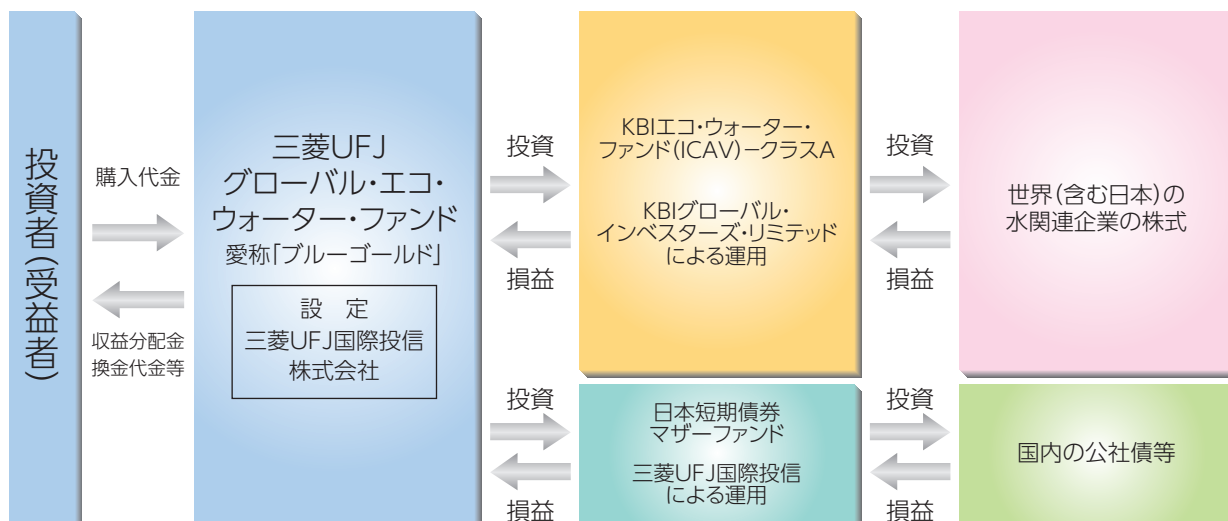 投資者(受益者)
購入代金
収益分配金
換金代金等
三菱UFJ
グローバル・エコ・
ウォーター・ファンド
愛称「ブルーゴールド」
設 定
三菱UFJ国際投信
株式会社
投資
損益
KBIエコ・ウォーター・
ファンド(ICAV)−クラスA
KBIグローバル・
インベスターズ・リミテッド
による運用
投資
損益
世界(含む日本)の
水関連企業の株式
投資
損益
日本短期債券
マザーファンド
三菱UFJ国際投信
による運用
投資
損益
国内の公社債等